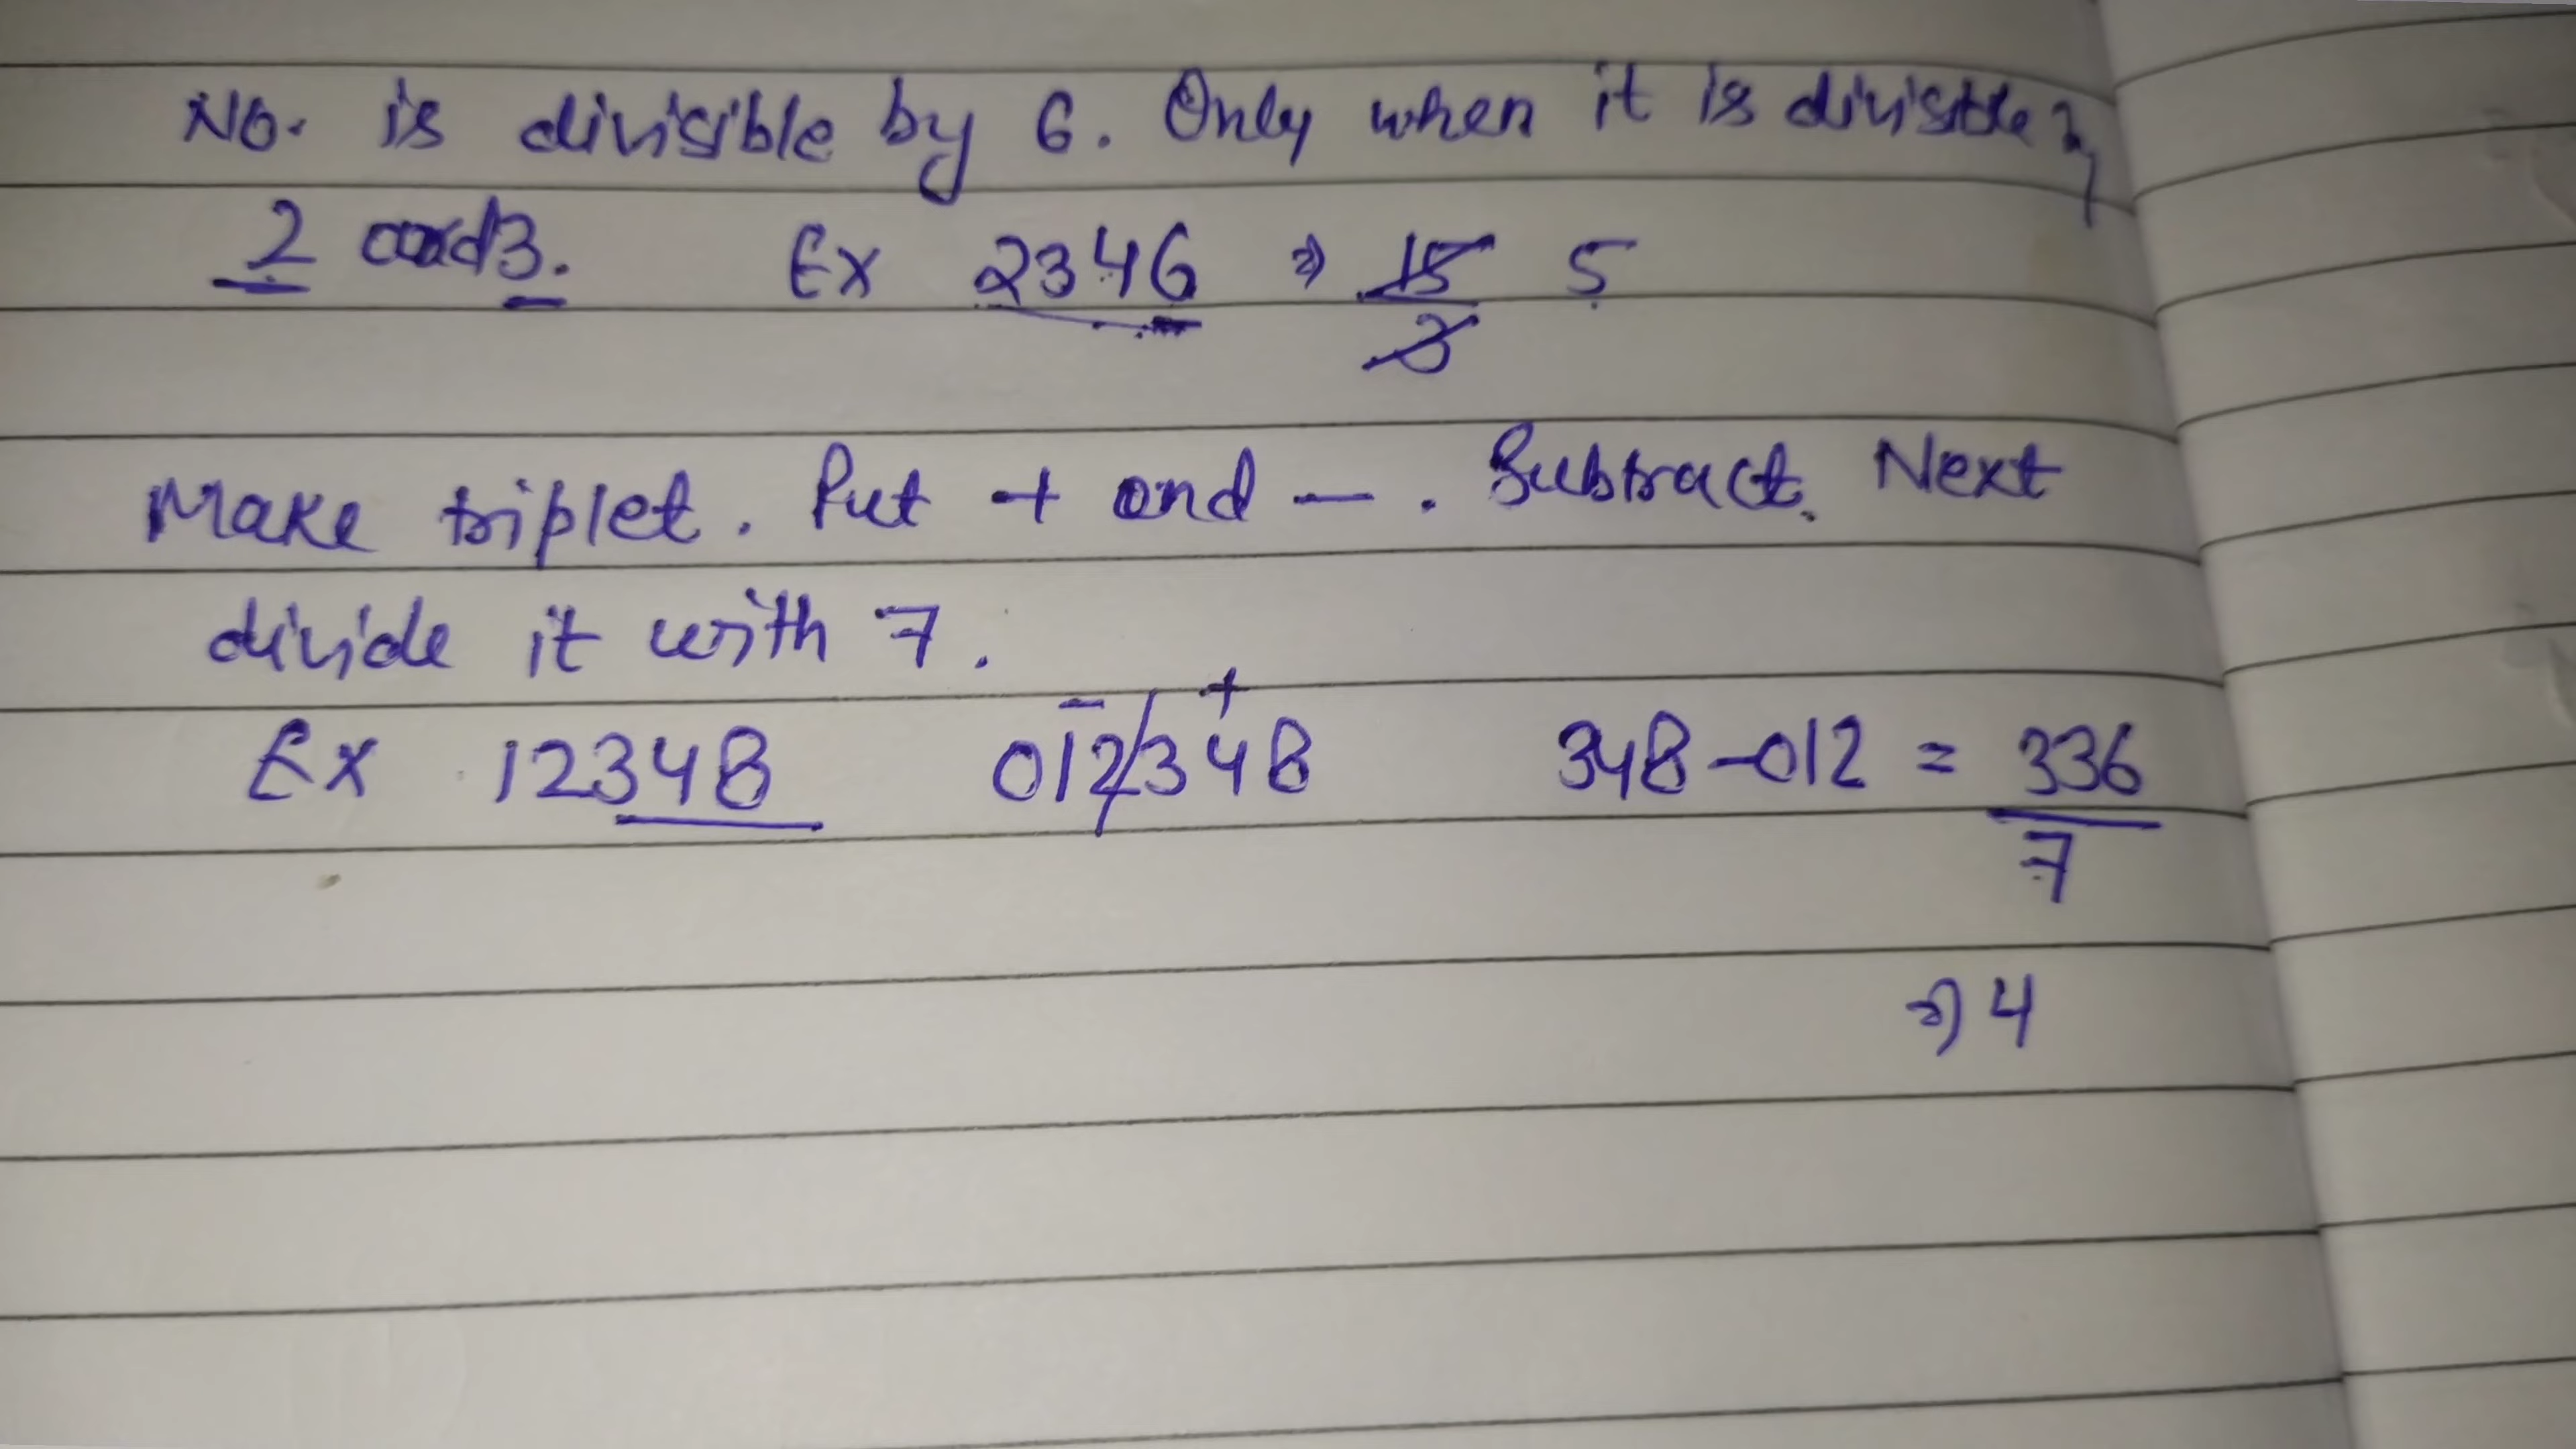 No. is divisible by 6. Only when it is divisible by
2 and 3. Ex 2346 ⇒ 15/3 5
Make triplet. Put + and - . Subtract. Next
divide it with 7.
- +
Ex 12348 012/348 348-012 = 336/7
⇒ 4